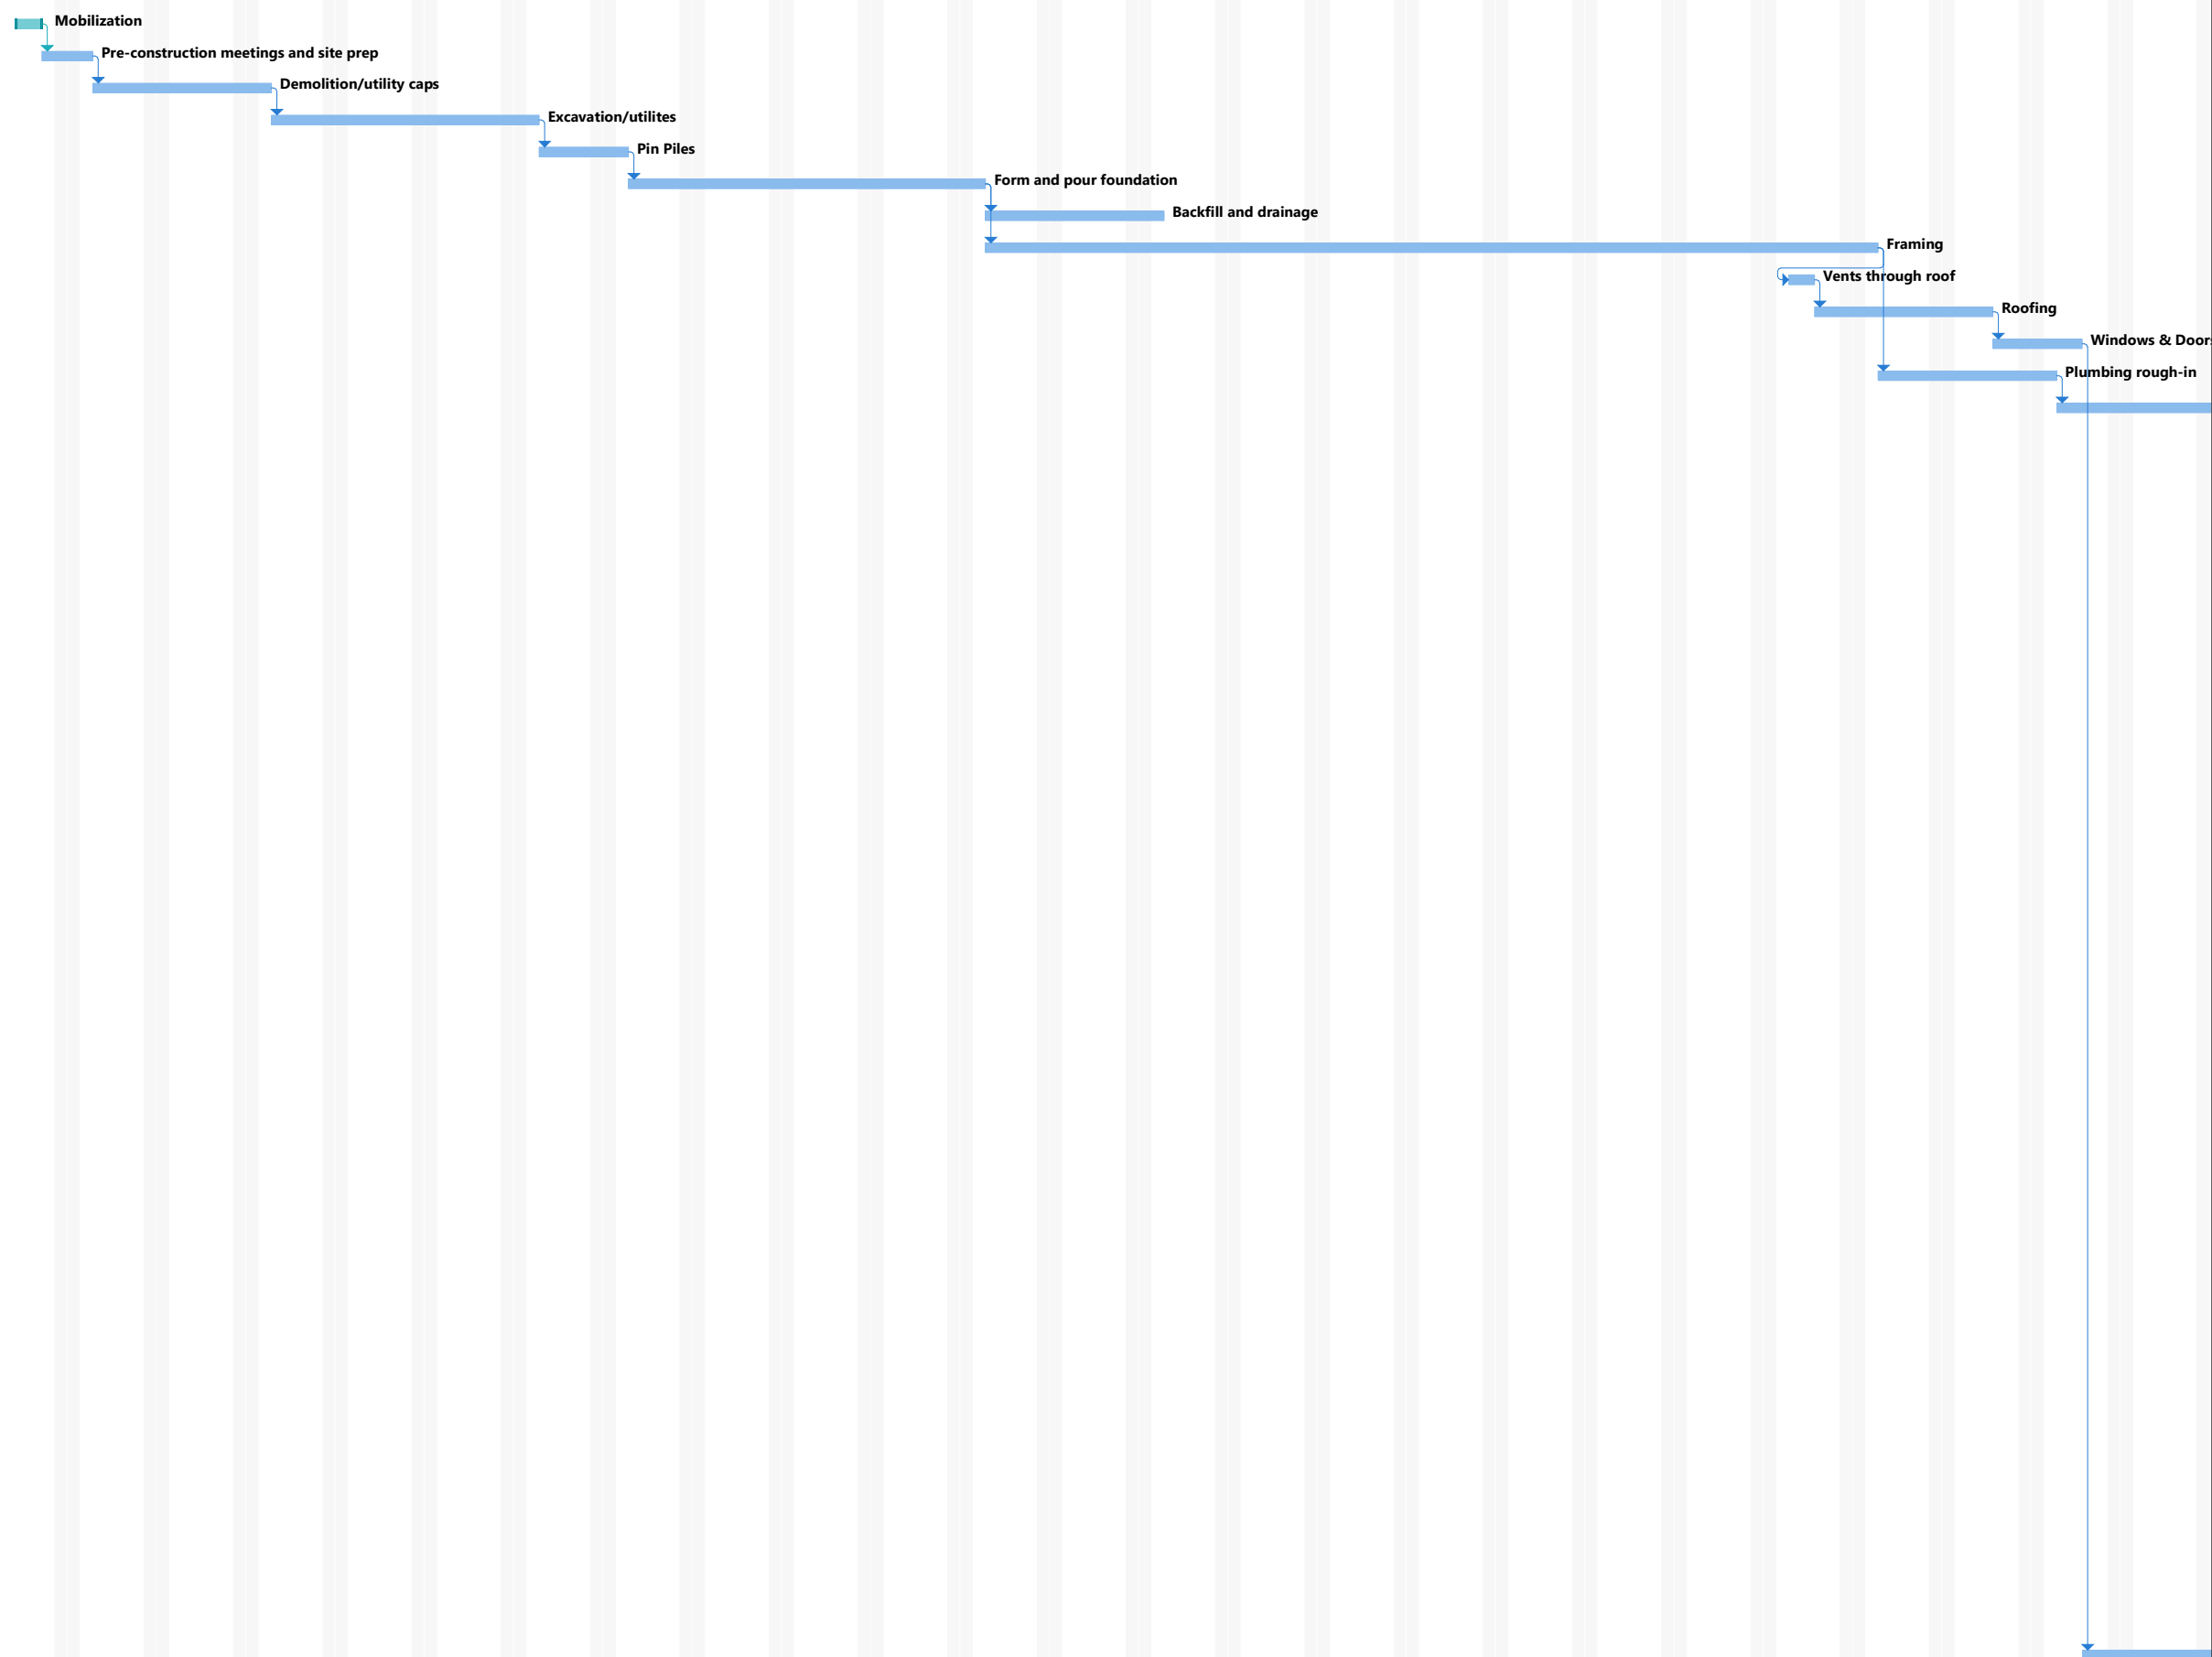 Mobilization
Pre-construction meetings and site prep
Demolition/utility caps
Excavation/utilites
Pin Piles
Form and pour foundation
Backfill and drainage
Framing
Vents through roof
Roofing
Windows & Door
Plumbing rough-in